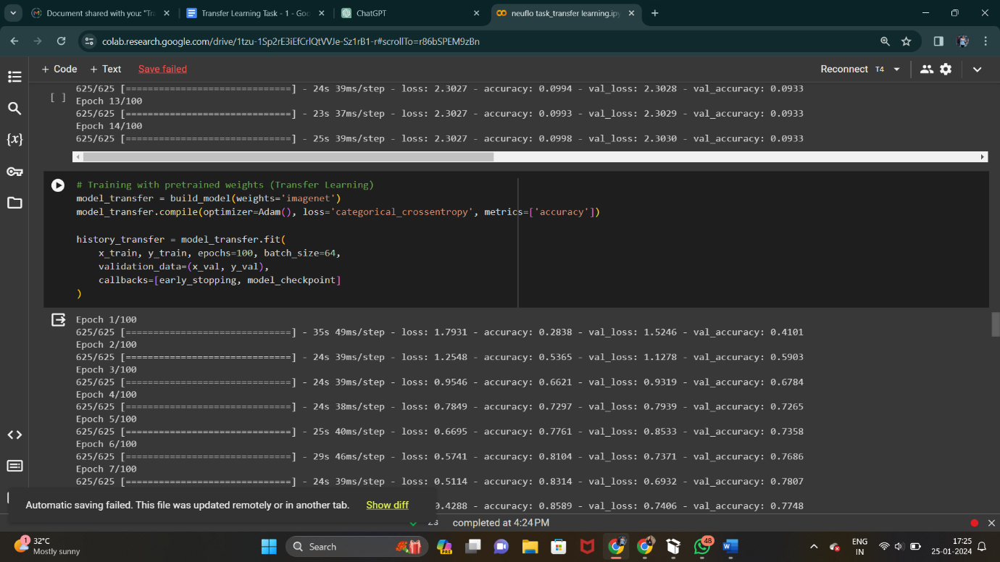 Document shared with you: "Tra
Transfer Learning Task - 1 - Goo
ChatGPT
neuflo task_transfer learning.ipy
colab.research.google.com/drive/1tzu-1Sp2rE3iEfCrlQtVVJe-Sz1rB1-r#scrollTo=r86bSPEM9zBn
+ Code + Text Save failed
Reconnect T4
625/625 [==============================] - 24s 39ms/step - loss: 2.3027 - accuracy: 0.0994 - val_loss: 2.3028 - val_accuracy: 0.0933
[ ] Epoch 13/100
625/625 [==============================] - 23s 37ms/step - loss: 2.3027 - accuracy: 0.0993 - val_loss: 2.3029 - val_accuracy: 0.0933
Epoch 14/100
625/625 [==============================] - 25s 39ms/step - loss: 2.3027 - accuracy: 0.0998 - val_loss: 2.3030 - val_accuracy: 0.0933
{x}
# Training with pretrained weights (Transfer Learning)
model_transfer = build_model(weights='imagenet')
model_transfer.compile(optimizer=Adam(), loss='categorical_crossentropy', metrics=['accuracy'])
history_transfer = model_transfer.fit(
x_train, y_train, epochs=100, batch_size=64,
validation_data=(x_val, y_val),
callbacks=[early_stopping, model_checkpoint]
)
Epoch 1/100
625/625 [==============================] - 35s 49ms/step - loss: 1.7931 - accuracy: 0.2838 - val_loss: 1.5246 - val_accuracy: 0.4101
Epoch 2/100
625/625 [==============================] - 24s 39ms/step - loss: 1.2548 - accuracy: 0.5365 - val_loss: 1.1278 - val_accuracy: 0.5903
Epoch 3/100
625/625 [==============================] - 24s 39ms/step - loss: 0.9546 - accuracy: 0.6621 - val_loss: 0.9319 - val_accuracy: 0.6784
Epoch 4/100
625/625 [==============================] - 24s 38ms/step - loss: 0.7849 - accuracy: 0.7297 - val_loss: 0.7939 - val_accuracy: 0.7265
Epoch 5/100
625/625 [==============================] - 25s 40ms/step - loss: 0.6695 - accuracy: 0.7761 - val_loss: 0.8533 - val_accuracy: 0.7358
Epoch 6/100
625/625 [==============================] - 29s 46ms/step - loss: 0.5741 - accuracy: 0.8104 - val_loss: 0.7371 - val_accuracy: 0.7686
Epoch 7/100
625/625 [==============================] - 24s 39ms/step - loss: 0.5114 - accuracy: 0.8314 - val_loss: 0.6932 - val_accuracy: 0.7807
0.4288 - accuracy: 0.8589 - val_loss: 0.7406 - val_accuracy: 0.7748
Automatic saving failed. This file was updated remotely or in another tab. Show diff
2s completed at 4:24 PM
1
32°C
Mostly sunny
Search
PRE
48
ENG
IN
17:25
25-01-2024